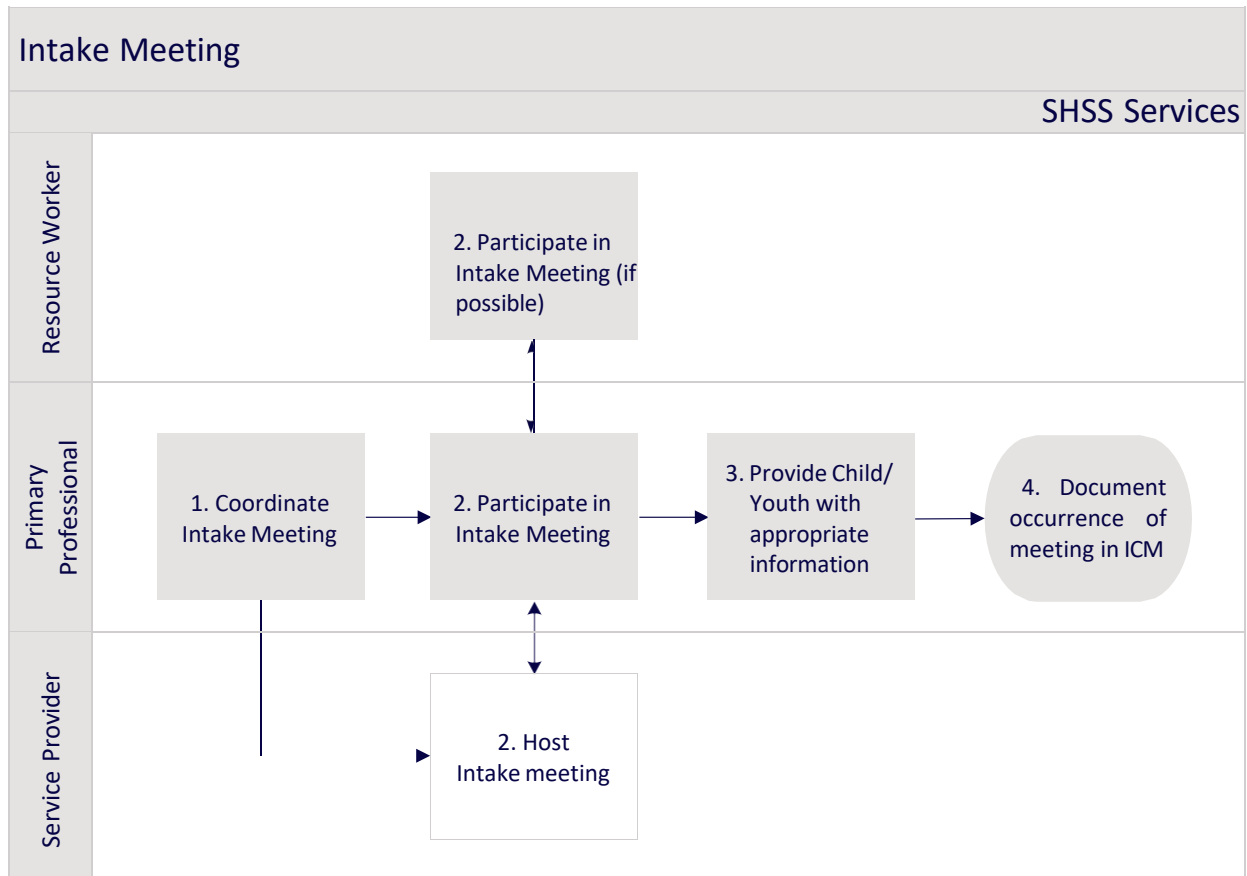 Intake Meeting
SHSS Services
Resource Worker
2. Participate in
Intake Meeting (if
possible)
Primary
Professional
1. Coordinate
Intake Meeting
2. Participate in
Intake Meeting
3. Provide Child/
Youth with
appropriate
information
4. Document
occurrence of
meeting in ICM
Service Provider
2. Host
Intake meeting